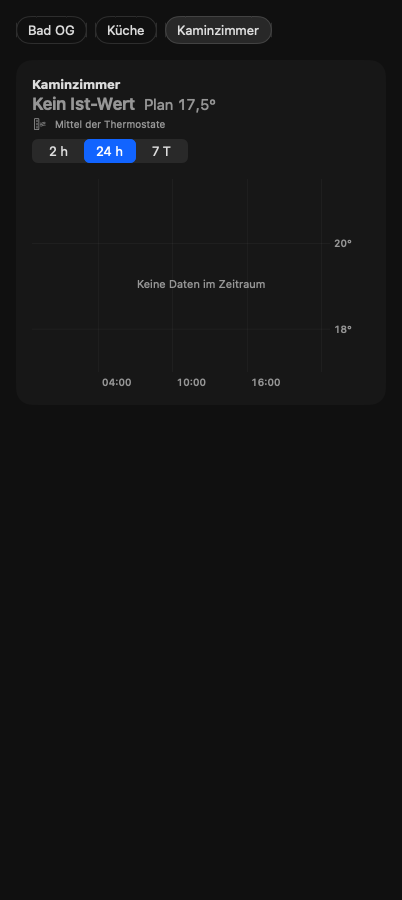 Bad OG Küche Kaminzimmer
Kaminzimmer
Kein Ist-Wert Plan 17,5°
Mittel der Thermostate
2 h 24 h 7 T
20°
Keine Daten im Zeitraum
18°
04:00 10:00 16:00